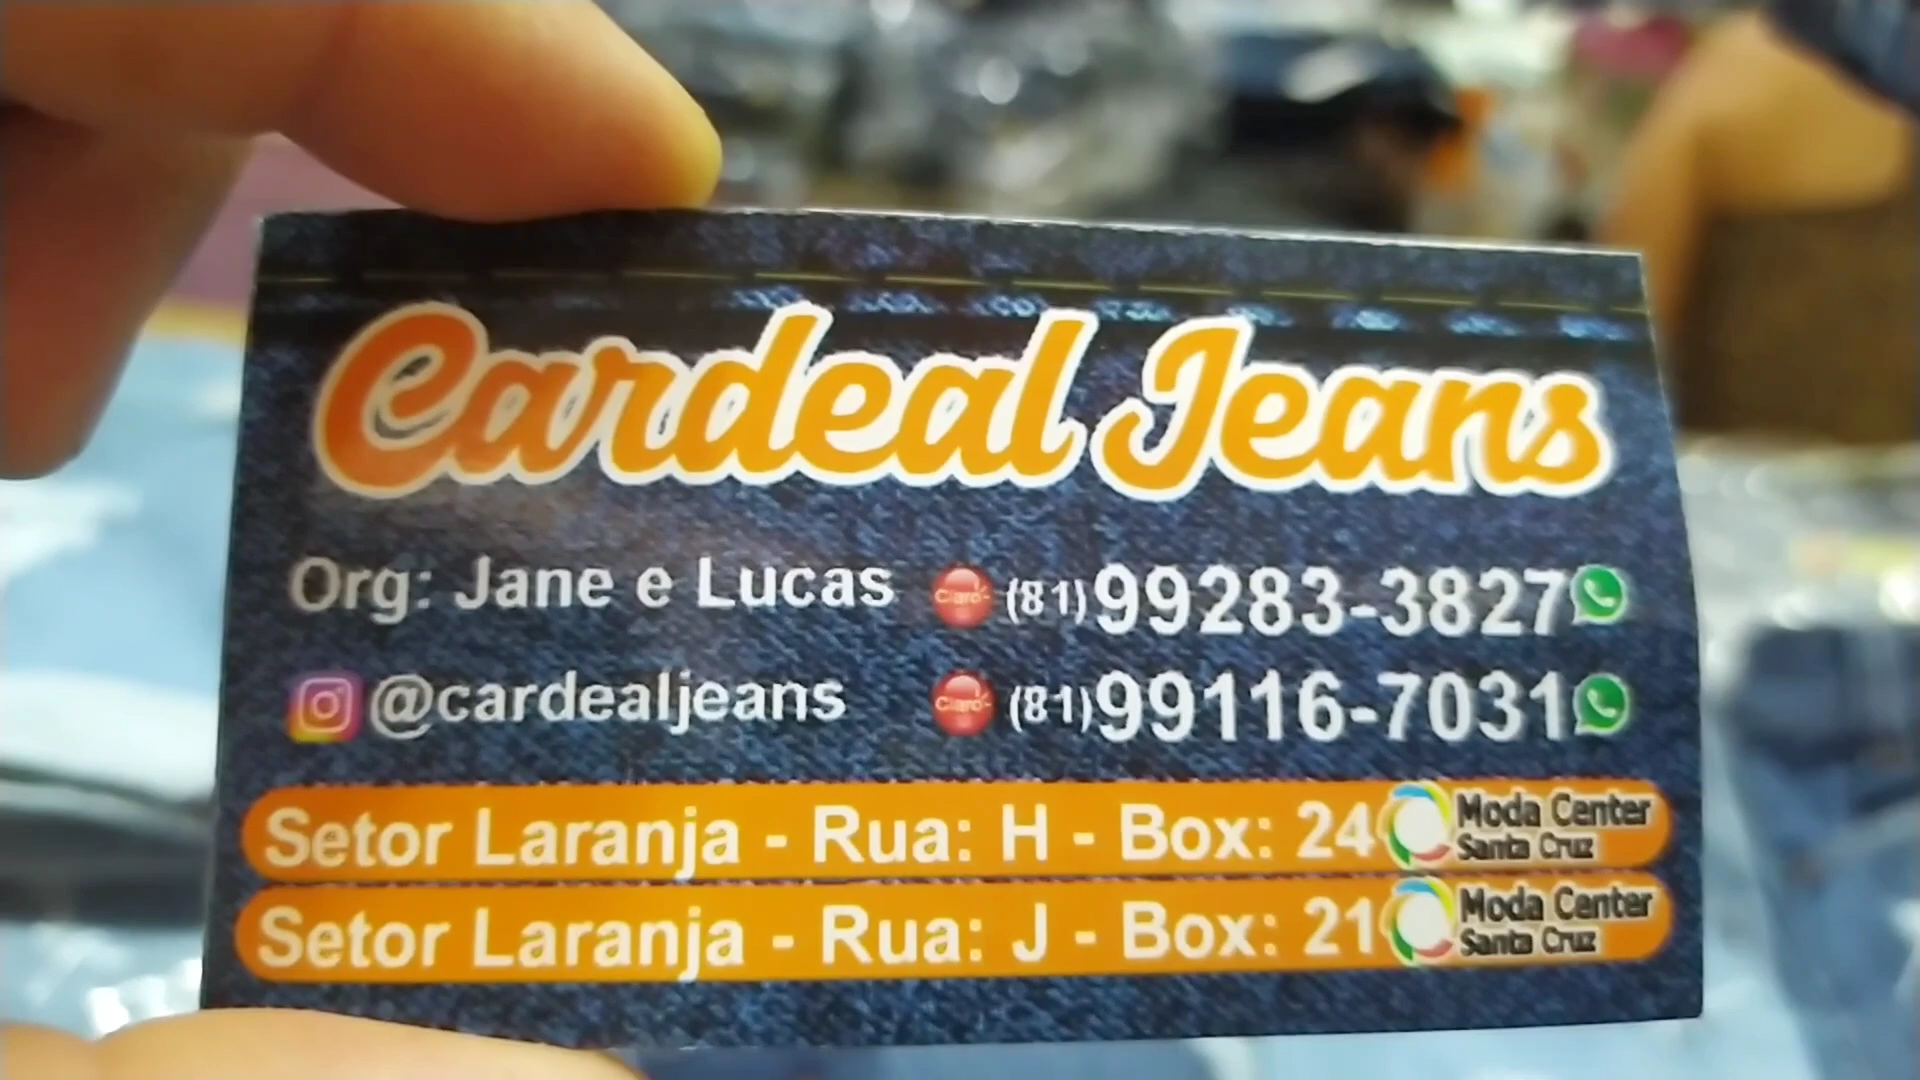 Cardeal Jeans
Org: Jane e Lucas Claro (81)99283-3827
@cardealjeans Claro (81)99116-7031
Setor Laranja - Rua: H - Box: 24 Moda Center
Santa Cruz
Setor Laranja - Rua: J - Box: 21 Moda Center
Santa Cruz